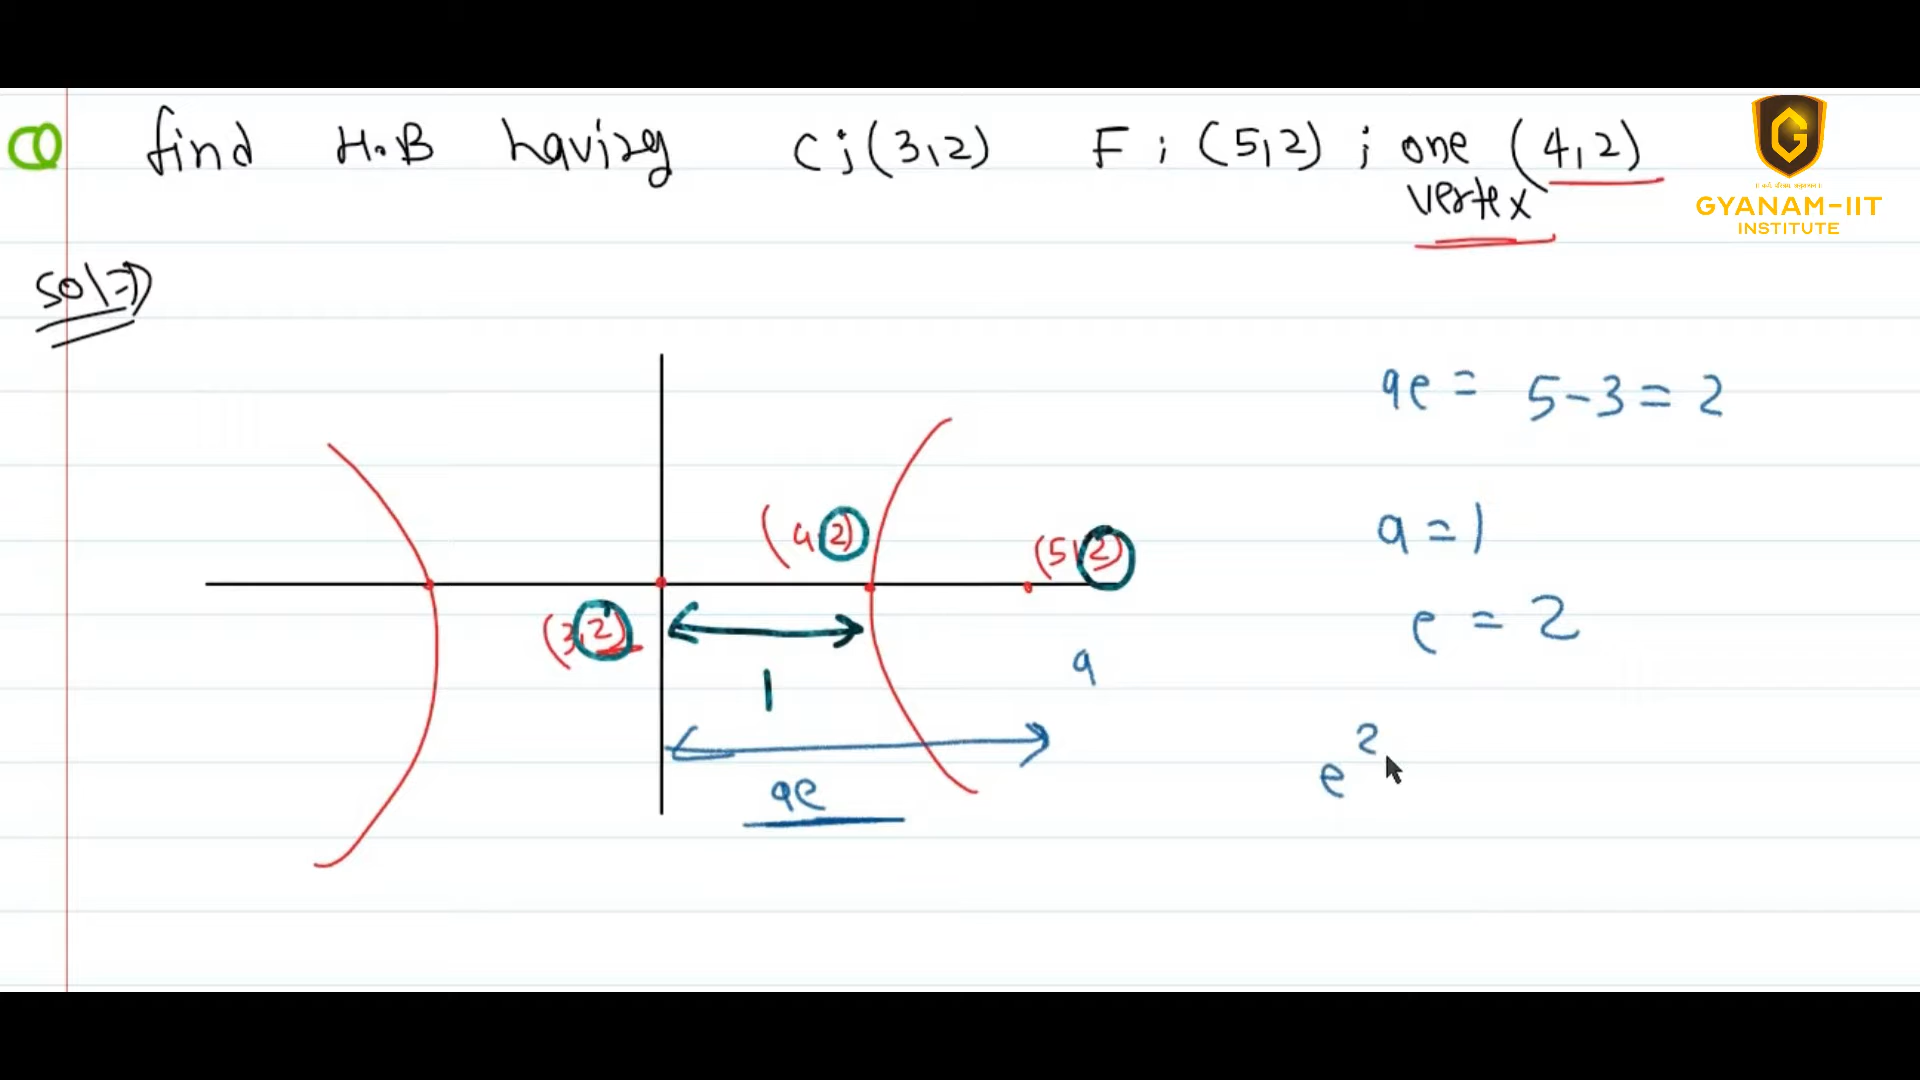 Q find H.B having C ; (3,2) F ; (5,2) ; one (4,2)
vertex
GYANAM-IIT
INSTITUTE
Sol⇒
ae = 5-3 = 2
a = 1
(4 2)
(5,2)
(3,2)
e = 2
a
1
e²
ae